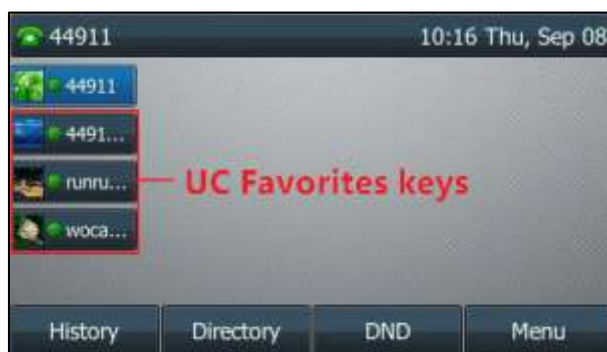 44911 10:16 Thu, Sep 08
44911
4491...
runru...
woca...
UC Favorites keys
History Directory DND Menu